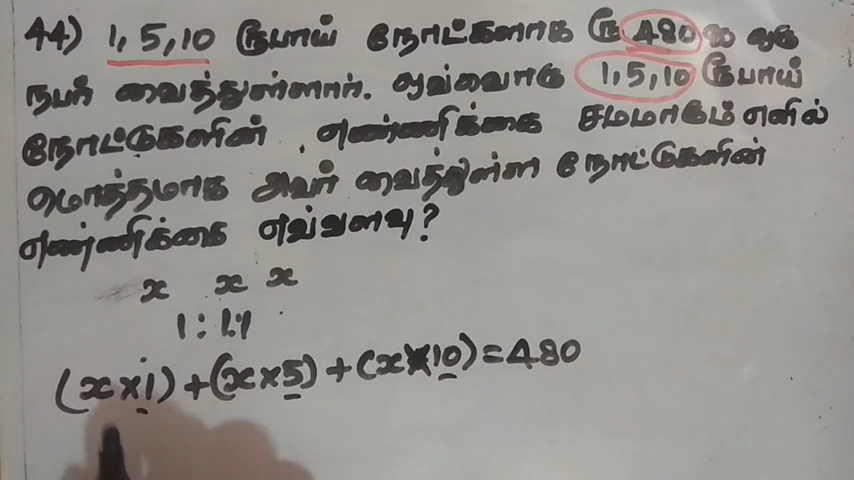 44) 1, 5, 10 ரூபாய் நோட்களாக ரூ 480 ஐ ஒரு
நபர் வைத்துள்ளார். ஒவ்வொரு 1, 5, 10 ரூபாய்
நோட்டுகளின் எண்ணிக்கை சமமாகும் எனில்
மொத்தமாக அவர் வைத்துள்ள நோட்டுகளின்
எண்ணிக்கை எவ்வளவு?
x x x
1 : 1:1
(x×1) + (x×5) + (x×10) = 480